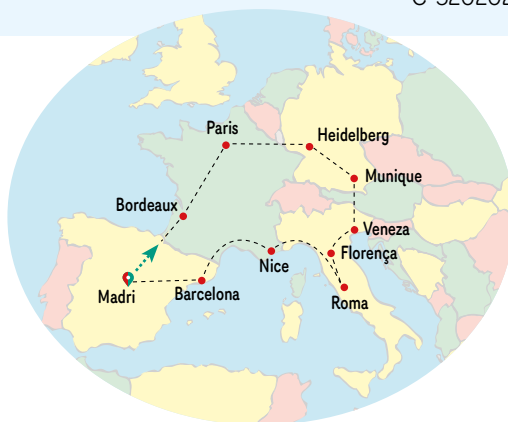 Paris
Heidelberg
Munique
Bordeaux
Veneza
Nice
Florença
Madri
Barcelona
Roma